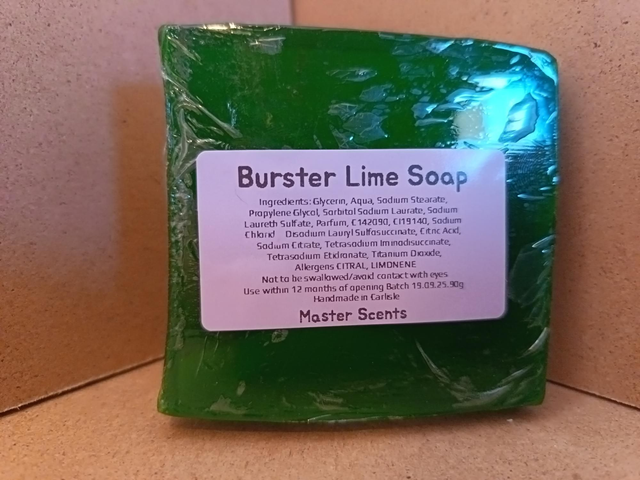 Burster Lime Soap
Ingredients: Glycerin, Aqua, Sodium Stearate,
Propylene Glycol, Sorbitol Sodium Laurate, Sodium
Laureth Sulfate, Parfum, C142090, CI19140, Sodium
Chlorid Disodium Lauryl Sulfosuccinate, Citric Acid,
Sodium Citrate, Tetrasodium Iminodisuccinate,
Tetrasodium Etidronate, Titanium Dioxide,
Allergens CITRAL, LIMONENE
Not to be swallowed/avoid contact with eyes
Use within 12 months of opening Batch 19.09.25.90g
Handmade in Carlisle
Master Scents